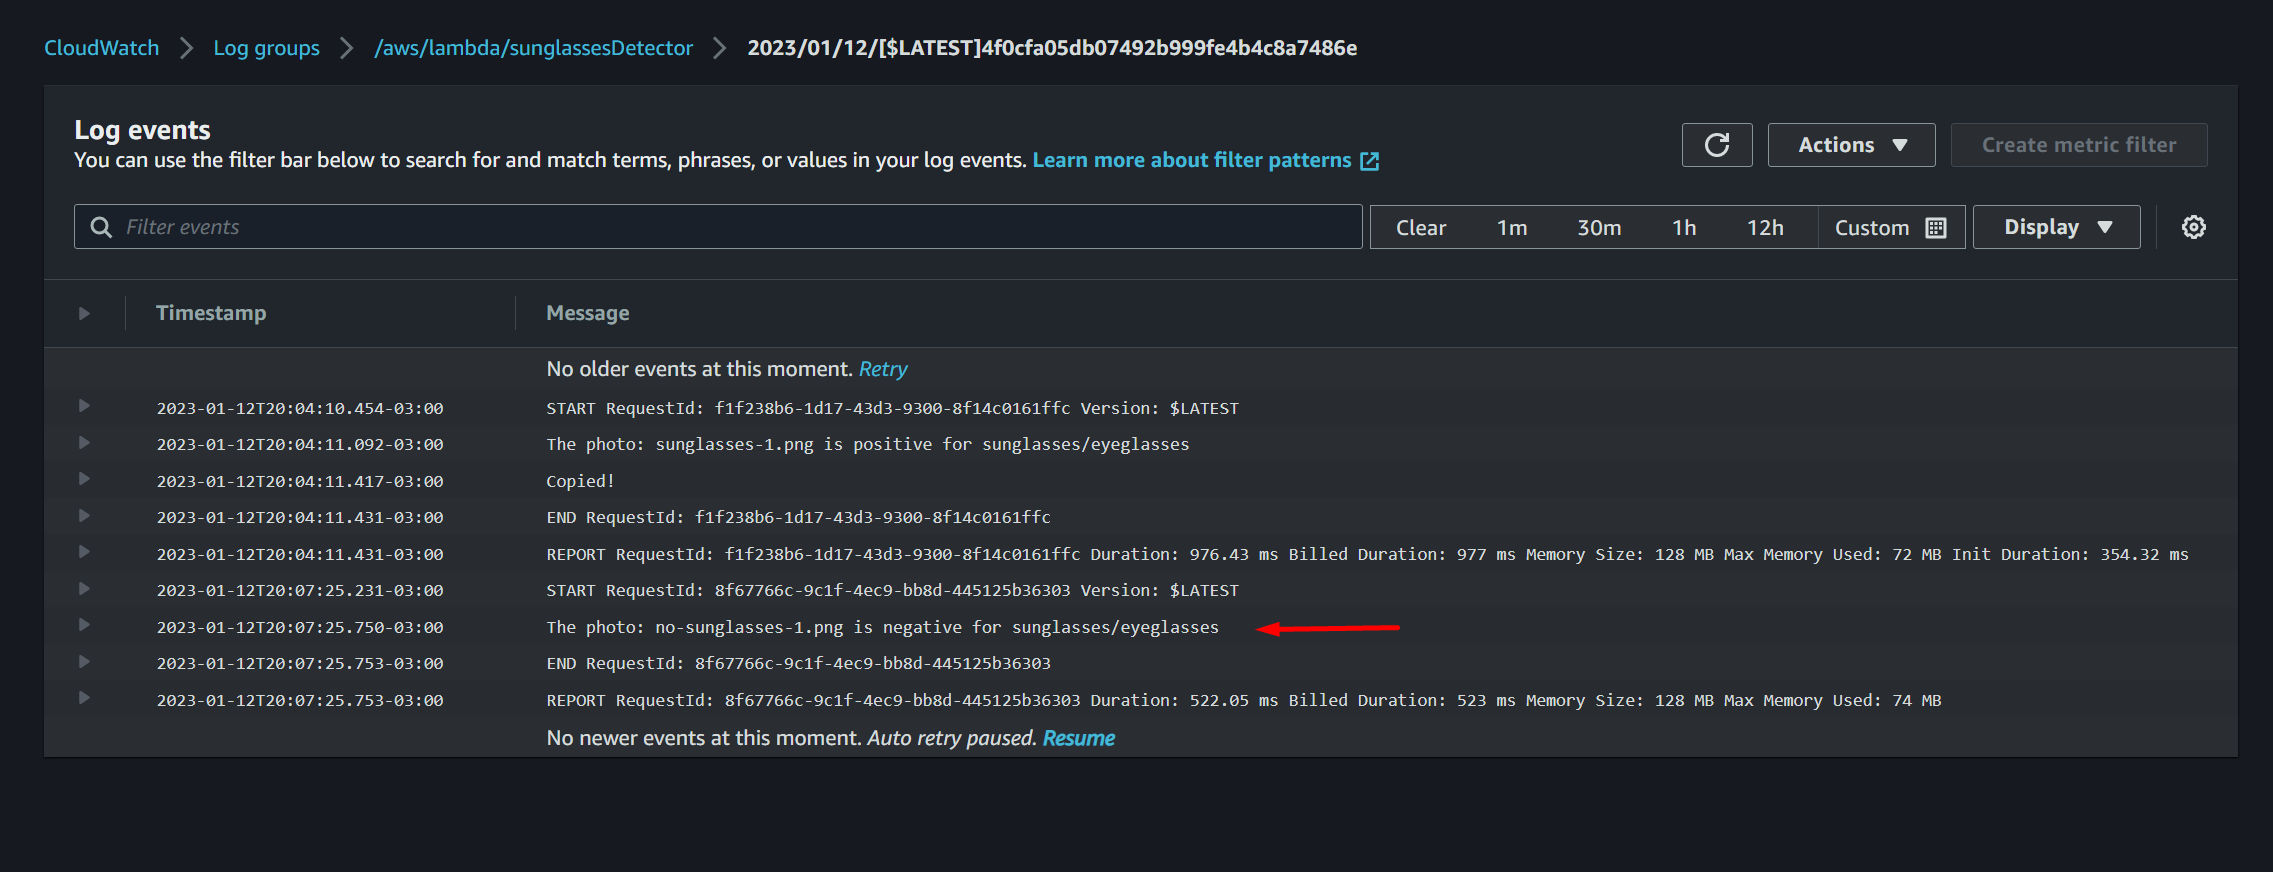 CloudWatch > Log groups > /aws/lambda/sunglassesDetector > 2023/01/12/[$LATEST]4f0cfa05db07492b999fe4b4c8a7486e
Log events
You can use the filter bar below to search for and match terms, phrases, or values in your log events. Learn more about filter patterns
Actions
Create metric filter
Filter events
Clear 1m 30m 1h 12h Custom
Display
Timestamp Message
No older events at this moment. Retry
2023-01-12T20:04:10.454-03:00 START RequestId: f1f238b6-1d17-43d3-9300-8f14c0161ffc Version: $LATEST
2023-01-12T20:04:11.092-03:00 The photo: sunglasses-1.png is positive for sunglasses/eyeglasses
2023-01-12T20:04:11.417-03:00 Copied!
2023-01-12T20:04:11.431-03:00 END RequestId: f1f238b6-1d17-43d3-9300-8f14c0161ffc
2023-01-12T20:04:11.431-03:00 REPORT RequestId: f1f238b6-1d17-43d3-9300-8f14c0161ffc Duration: 976.43 ms Billed Duration: 977 ms Memory Size: 128 MB Max Memory Used: 72 MB Init Duration: 354.32 ms
2023-01-12T20:07:25.231-03:00 START RequestId: 8f67766c-9c1f-4ec9-bb8d-445125b36303 Version: $LATEST
2023-01-12T20:07:25.750-03:00 The photo: no-sunglasses-1.png is negative for sunglasses/eyeglasses
2023-01-12T20:07:25.753-03:00 END RequestId: 8f67766c-9c1f-4ec9-bb8d-445125b36303
2023-01-12T20:07:25.753-03:00 REPORT RequestId: 8f67766c-9c1f-4ec9-bb8d-445125b36303 Duration: 522.05 ms Billed Duration: 523 ms Memory Size: 128 MB Max Memory Used: 74 MB
No newer events at this moment. Auto retry paused. Resume